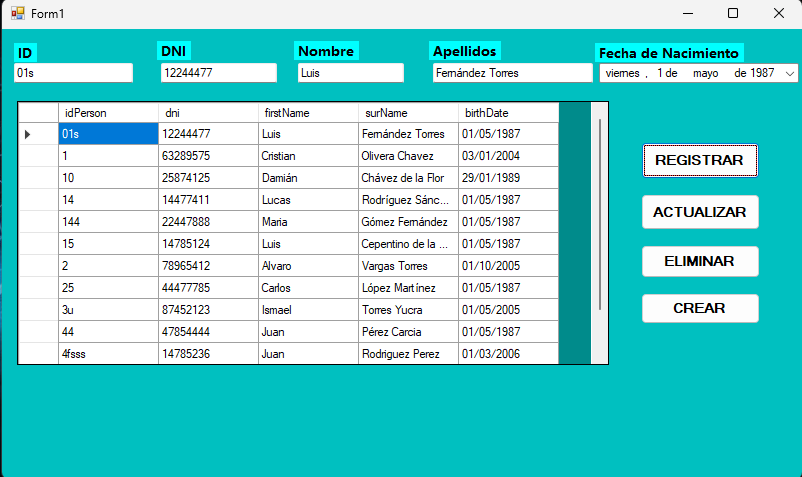 Form1
ID DNI Nombre Apellidos Fecha de Nacimiento
01s 12244477 Luis Fernández Torres viernes , 1 de mayo de 1987
idPerson dni firstName surName birthDate
01s 12244477 Luis Fernández Torres 01/05/1987
1 63289575 Cristian Olivera Chavez 03/01/2004
10 25874125 Damián Chávez de la Flor 29/01/1989
14 14477411 Lucas Rodríguez Sánc... 01/05/1987
144 22447888 Maria Gómez Fernández 01/05/1987
15 14785124 Luis Cepentino de la ... 01/05/1987
2 78965412 Alvaro Vargas Torres 01/10/2005
25 44477785 Carlos López Martínez 01/05/1987
3u 87452123 Ismael Torres Yucra 01/05/2005
44 47854444 Juan Pérez Carcia 01/05/1987
4fsss 14785236 Juan Rodriguez Perez 01/03/2006
REGISTRAR
ACTUALIZAR
ELIMINAR
CREAR